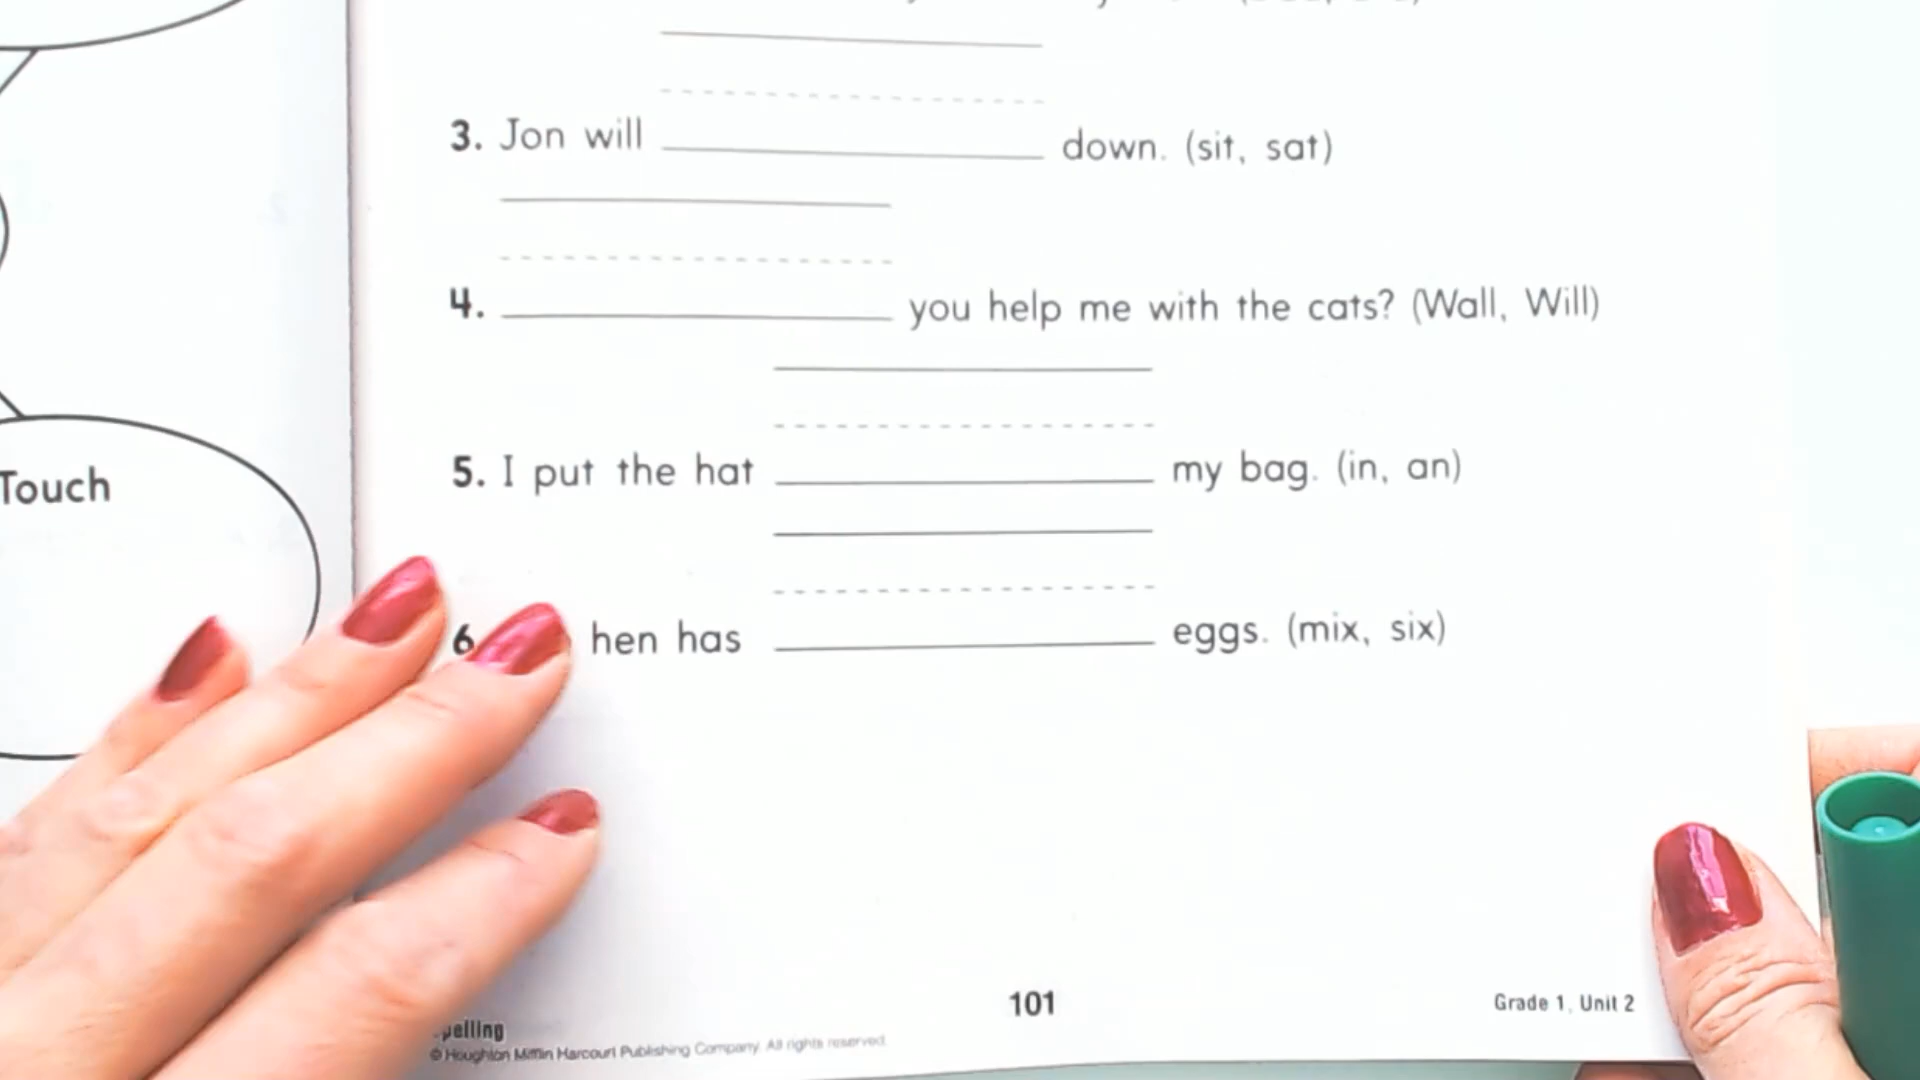 3. Jon will down. (sit, sat)
4. you help me with the cats? (Wall, Will)
Touch
5. I put the hat my bag. (in, an)
6 hen has eggs. (mix, six)
101
Grade 1, Unit 2
pelling
© Houghton Mifflin Harcourt Publishing Company. All rights reserved.